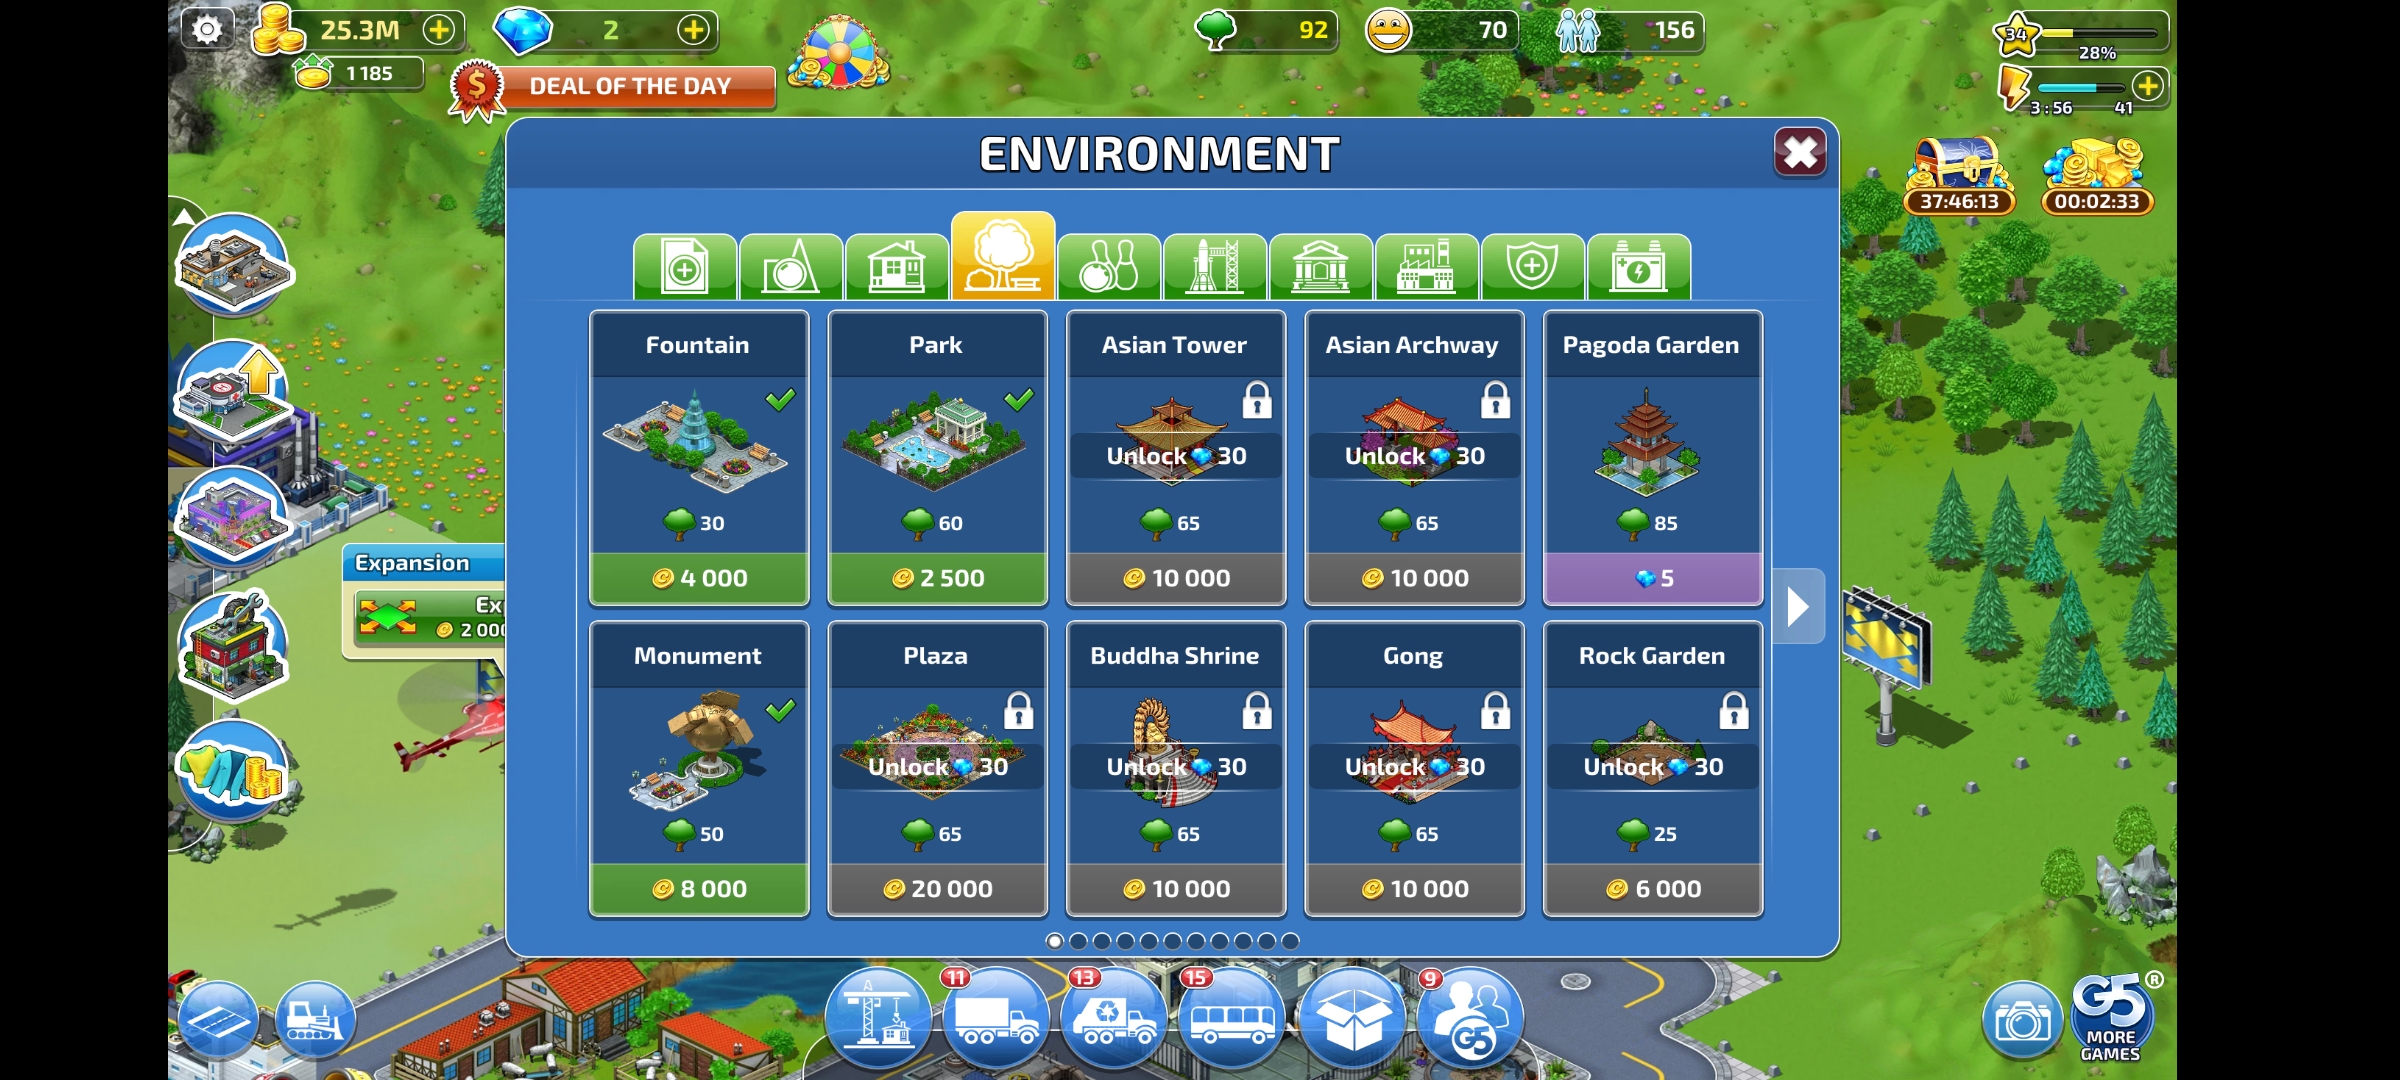 25.3M
2
92
70
156
34
28%
1 185
DEAL OF THE DAY
3:56
41
ENVIRONMENT
37:46:13
00:02:33
Fountain
Park
Asian Tower
Asian Archway
Pagoda Garden
Unlock 30
Unlock 30
30
60
65
65
85
4 000
2 500
10 000
10 000
5
Expansion
Ex
2 000
Monument
Plaza
Buddha Shrine
Gong
Rock Garden
Unlock 30
Unlock 30
Unlock 30
Unlock 30
50
65
65
65
25
8 000
20 000
10 000
10 000
6 000
11
13
15
9
G5
G5®
MORE
GAMES